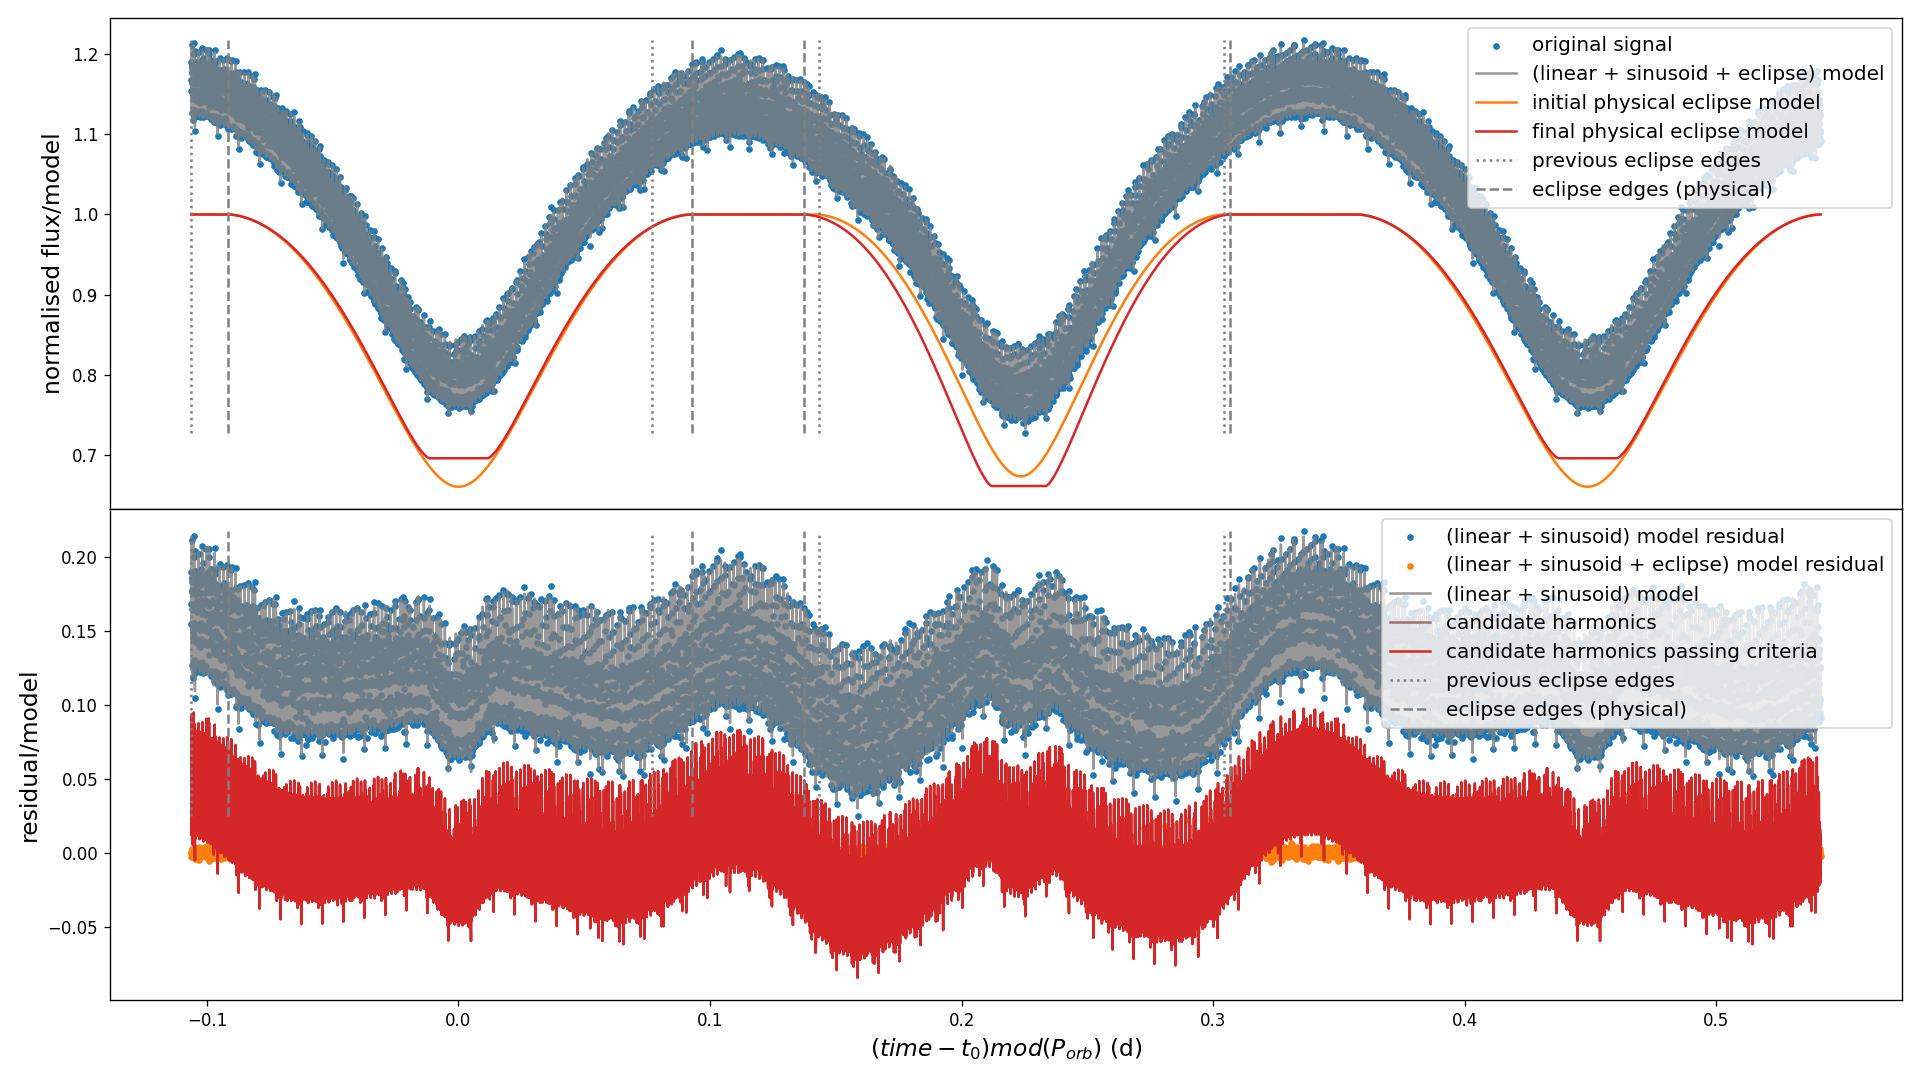 normalised flux/model
1.2
1.1
1.0
0.9
0.8
0.7
original signal
(linear + sinusoid + eclipse) model
initial physical eclipse model
final physical eclipse model
previous eclipse edges
eclipse edges (physical)
residual/model
0.20
0.15
0.10
0.05
0.00
−0.05
(linear + sinusoid) model residual
(linear + sinusoid + eclipse) model residual
(linear + sinusoid) model
candidate harmonics
candidate harmonics passing criteria
previous eclipse edges
eclipse edges (physical)
−0.1 0.0 0.1 0.2 0.3 0.4 0.5
(time − t₀)mod(Pₒᵣb) (d)